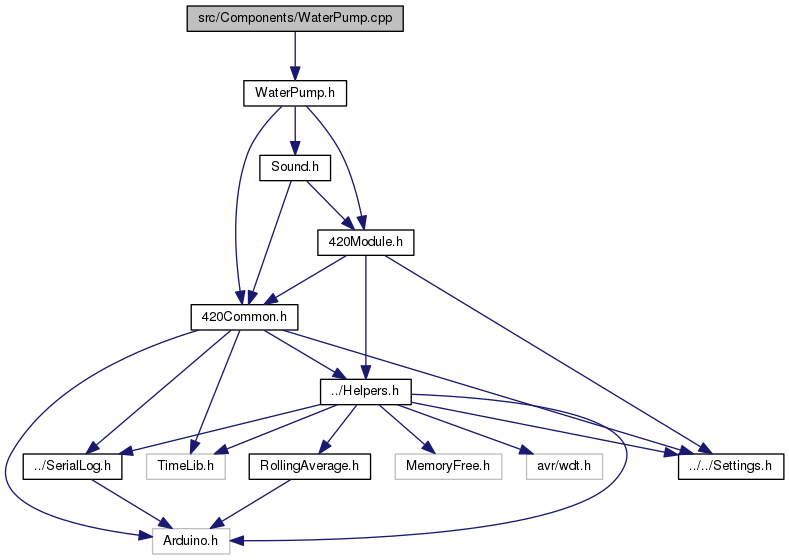 src/Components/WaterPump.cpp
WaterPump.h
Sound.h
420Module.h
420Common.h
../Helpers.h
../SerialLog.h
TimeLib.h
RollingAverage.h
MemoryFree.h
avr/wdt.h
../../Settings.h
Arduino.h